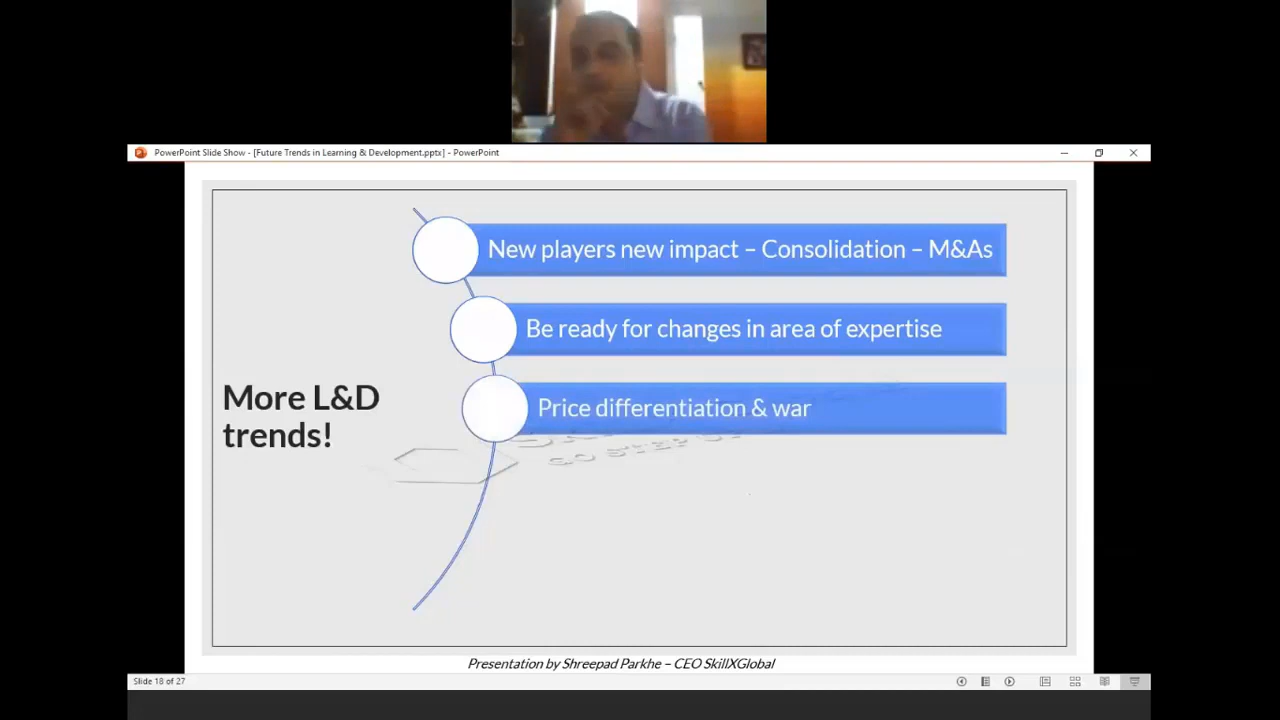 PowerPoint Slide Show - [Future Trends in Learning & Development.pptx] - PowerPoint
New players new impact – Consolidation – M&As
Be ready for changes in area of expertise
More L&D
trends!
Price differentiation & war
GO STEP
Presentation by Shreepad Parkhe – CEO SkillXGlobal
Slide 18 of 27